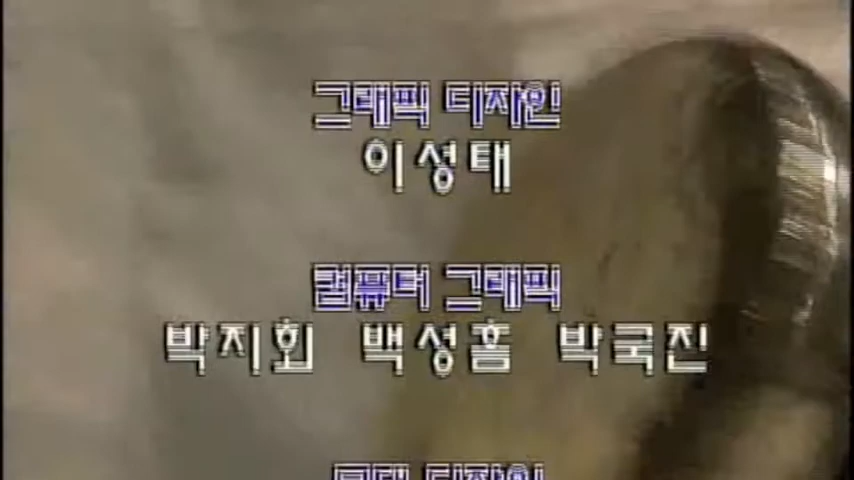 그래픽 디자인
이성태
컴퓨터 그래픽
박지회 백성흠 박국진